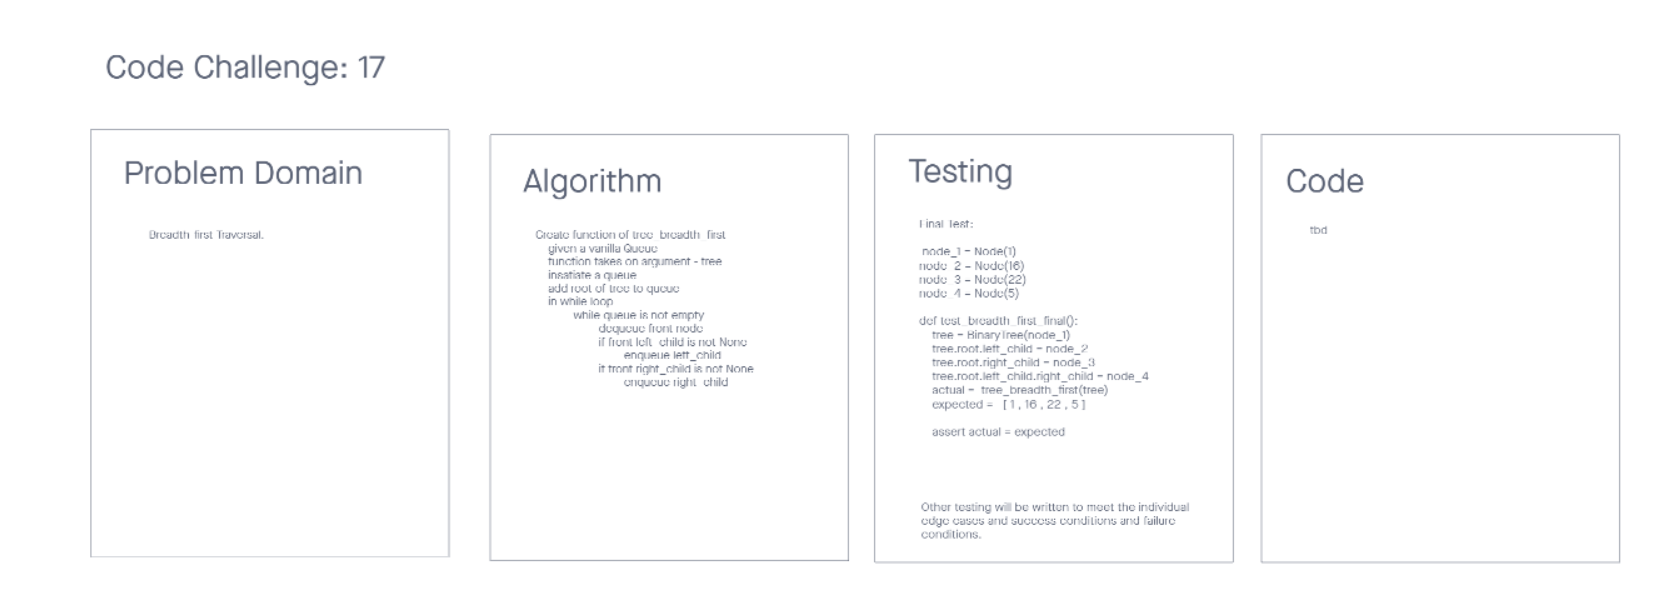 Code Challenge: 17
Problem Domain
Breadth first Traversal.
Algorithm
Create function of tree_breadth_first
given a vanilla Queue
function takes on argument - tree
instatiate a queue
add root of tree to queue
in while loop
while queue is not empty
dequeue front node
if front left_child is not None
enqueue left_child
if front right_child is not None
enqueue right_child
Testing
Final Test:
node_1 = Node(1)
node_2 = Node(16)
node_3 = Node(22)
node_4 = Node(5)
def test_breadth_first_final():
tree = BinaryTree(node_1)
tree.root.left_child = node_2
tree.root.right_child = node_3
tree.root.left_child.right_child = node_4
actual = tree_breadth_first(tree)
expected = [ 1 , 16 , 22 , 5 ]
assert actual = expected
Other testing will be written to meet the individual
edge cases and success conditions and failure
conditions.
Code
tbd